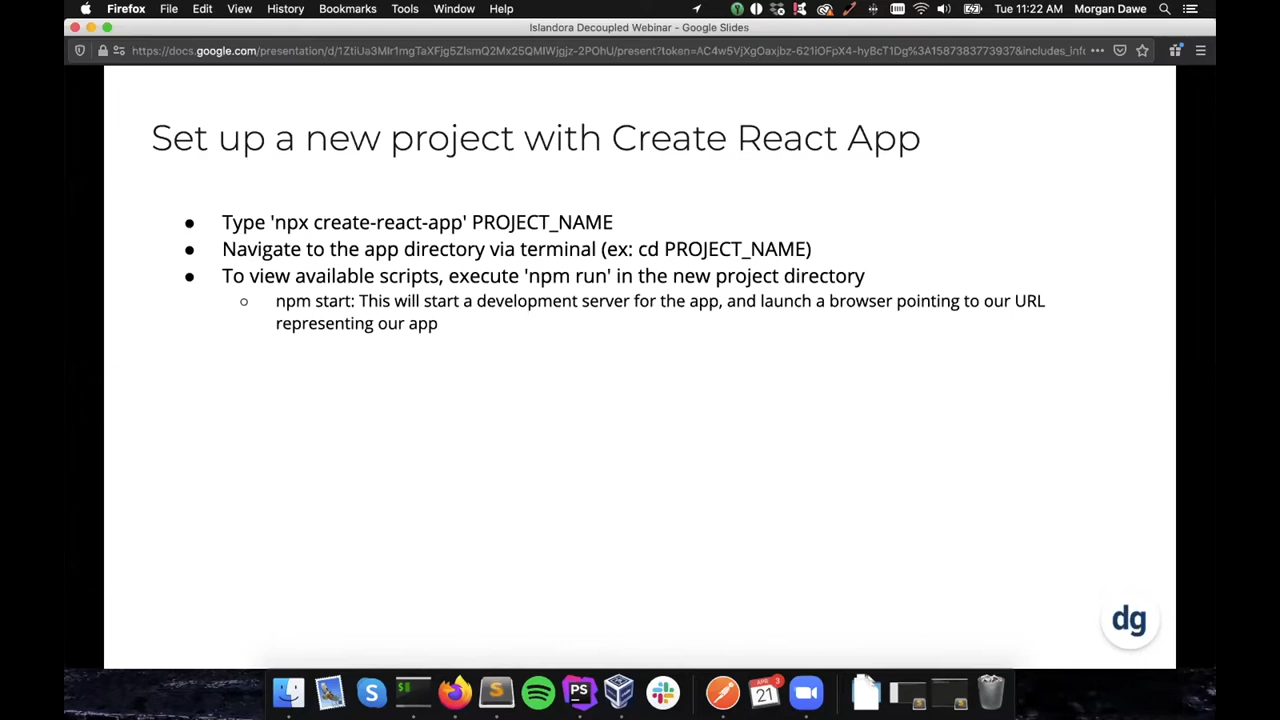 Firefox File Edit View History Bookmarks Tools Window Help Tue 11:22 AM Morgan Dawe
Islandora Decoupled Webinar - Google Slides
Set up a new project with Create React App
● Type 'npx create-react-app' PROJECT_NAME
● Navigate to the app directory via terminal (ex: cd PROJECT_NAME)
● To view available scripts, execute 'npm run' in the new project directory
○ npm start: This will start a development server for the app, and launch a browser pointing to our URL
representing our app
dg
APR 3
21